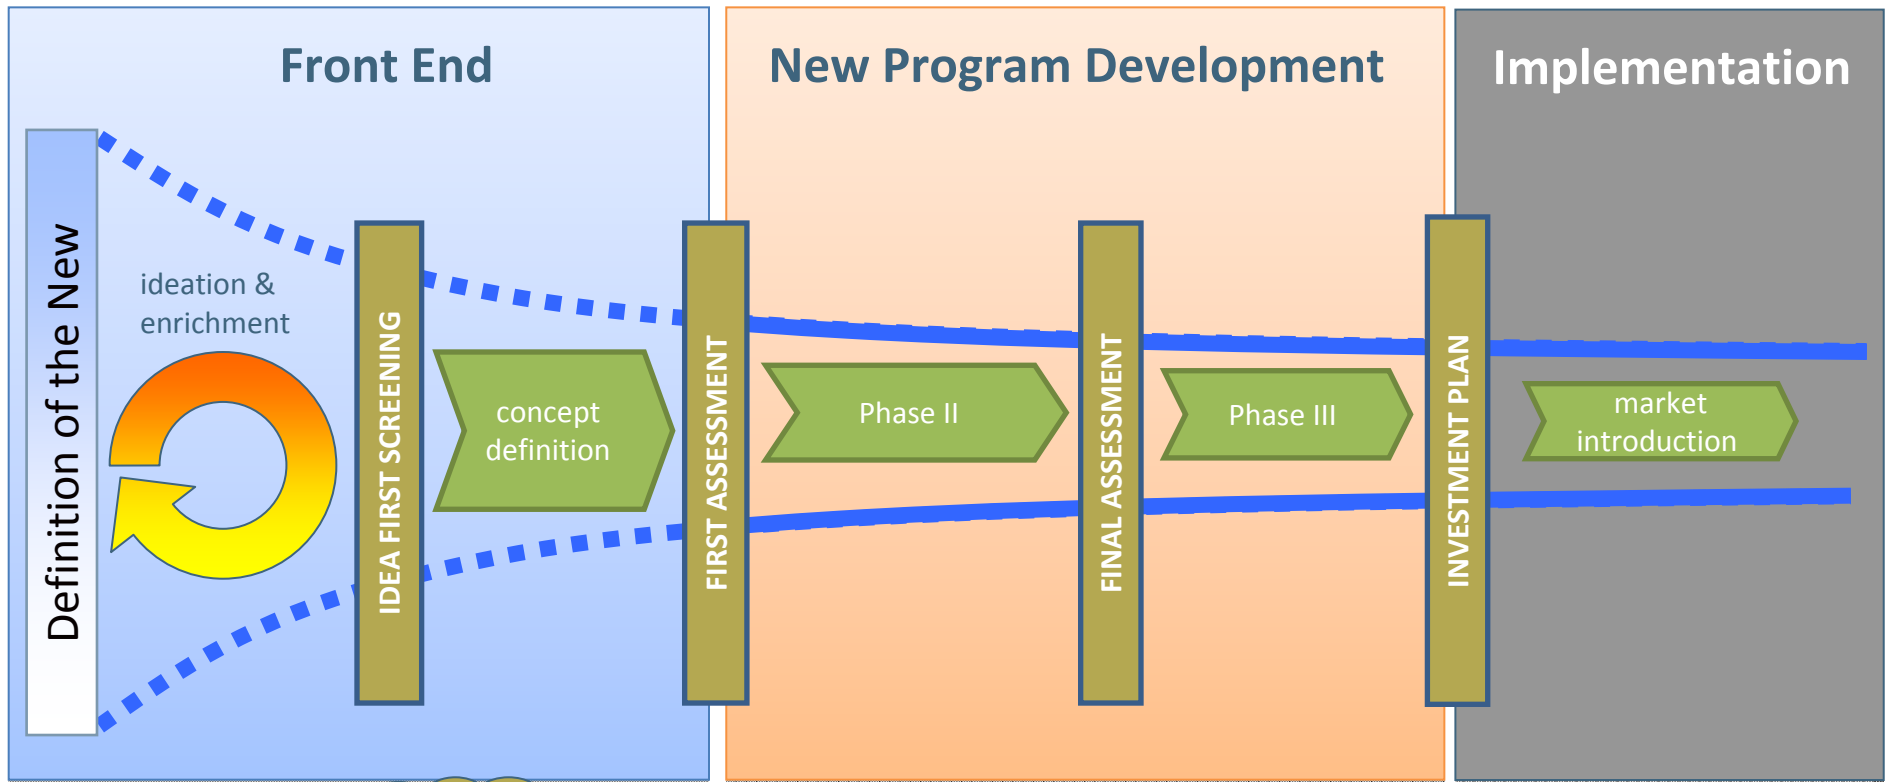 Front End
New Program Development
Implementation
Definition of the New
ideation &
enrichment
IDEA FIRST SCREENING
concept
definition
FIRST ASSESSMENT
Phase II
FINAL ASSESSMENT
Phase III
INVESTMENT PLAN
market
introduction